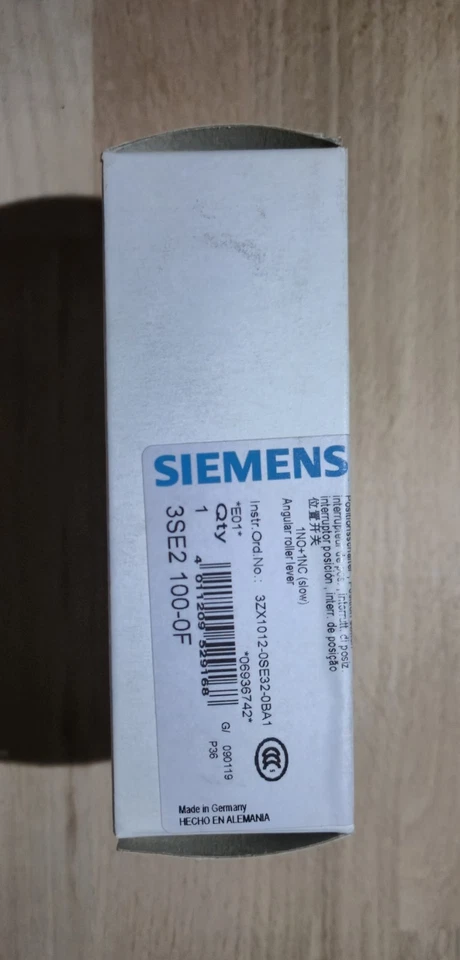 SIEMENS
interruptor posición, interr. de posição
位置开关
1NO+1NC (slow)
Angular roller lever
Instr.Ord.No.: 3ZX1012-0SE32-0BA1
*E01* *06936742*
Qty
1
4 011209 529168
G/ 090119
P36
3SE2 100-0F
CCC
Made in Germany
HECHO EN ALEMANIA